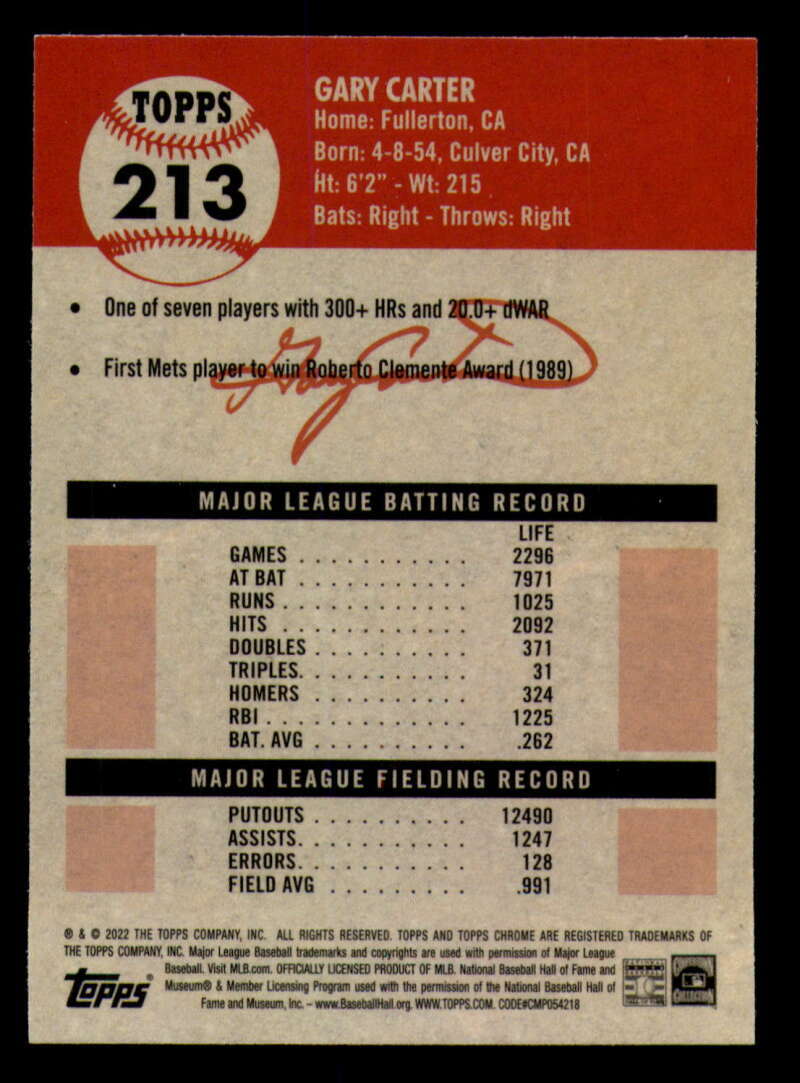 TOPPS
213
GARY CARTER
Home: Fullerton, CA
Born: 4-8-54, Culver City, CA
Ht: 6'2" - Wt: 215
Bats: Right - Throws: Right
• One of seven players with 300+ HRs and 20.0+ dWAR
• First Mets player to win Roberto Clemente Award (1989)
Gary Carter
MAJOR LEAGUE BATTING RECORD
LIFE
GAMES . . . . . . . . . . . 2296
AT BAT . . . . . . . . . . . 7971
RUNS . . . . . . . . . . . . 1025
HITS . . . . . . . . . . . . 2092
DOUBLES . . . . . . . . . . 371
TRIPLES. . . . . . . . . . . 31
HOMERS . . . . . . . . . . 324
RBI . . . . . . . . . . . . . 1225
BAT. AVG . . . . . . . . . . .262
MAJOR LEAGUE FIELDING RECORD
PUTOUTS . . . . . . . . . . 12490
ASSISTS. . . . . . . . . . . 1247
ERRORS. . . . . . . . . . . 128
FIELD AVG . . . . . . . . . .991
® & © 2022 THE TOPPS COMPANY, INC. ALL RIGHTS RESERVED. TOPPS AND TOPPS CHROME ARE REGISTERED TRADEMARKS OF
THE TOPPS COMPANY, INC. Major League Baseball trademarks and copyrights are used with permission of Major League
Baseball. Visit MLB.com. OFFICIALLY LICENSED PRODUCT OF MLB. National Baseball Hall of Fame and
Museum® & Member Licensing Program used with the permission of the National Baseball Hall of
Fame and Museum, Inc. – www.BaseballHall.org. WWW.TOPPS.COM. CODE#CMP054218
Topps®